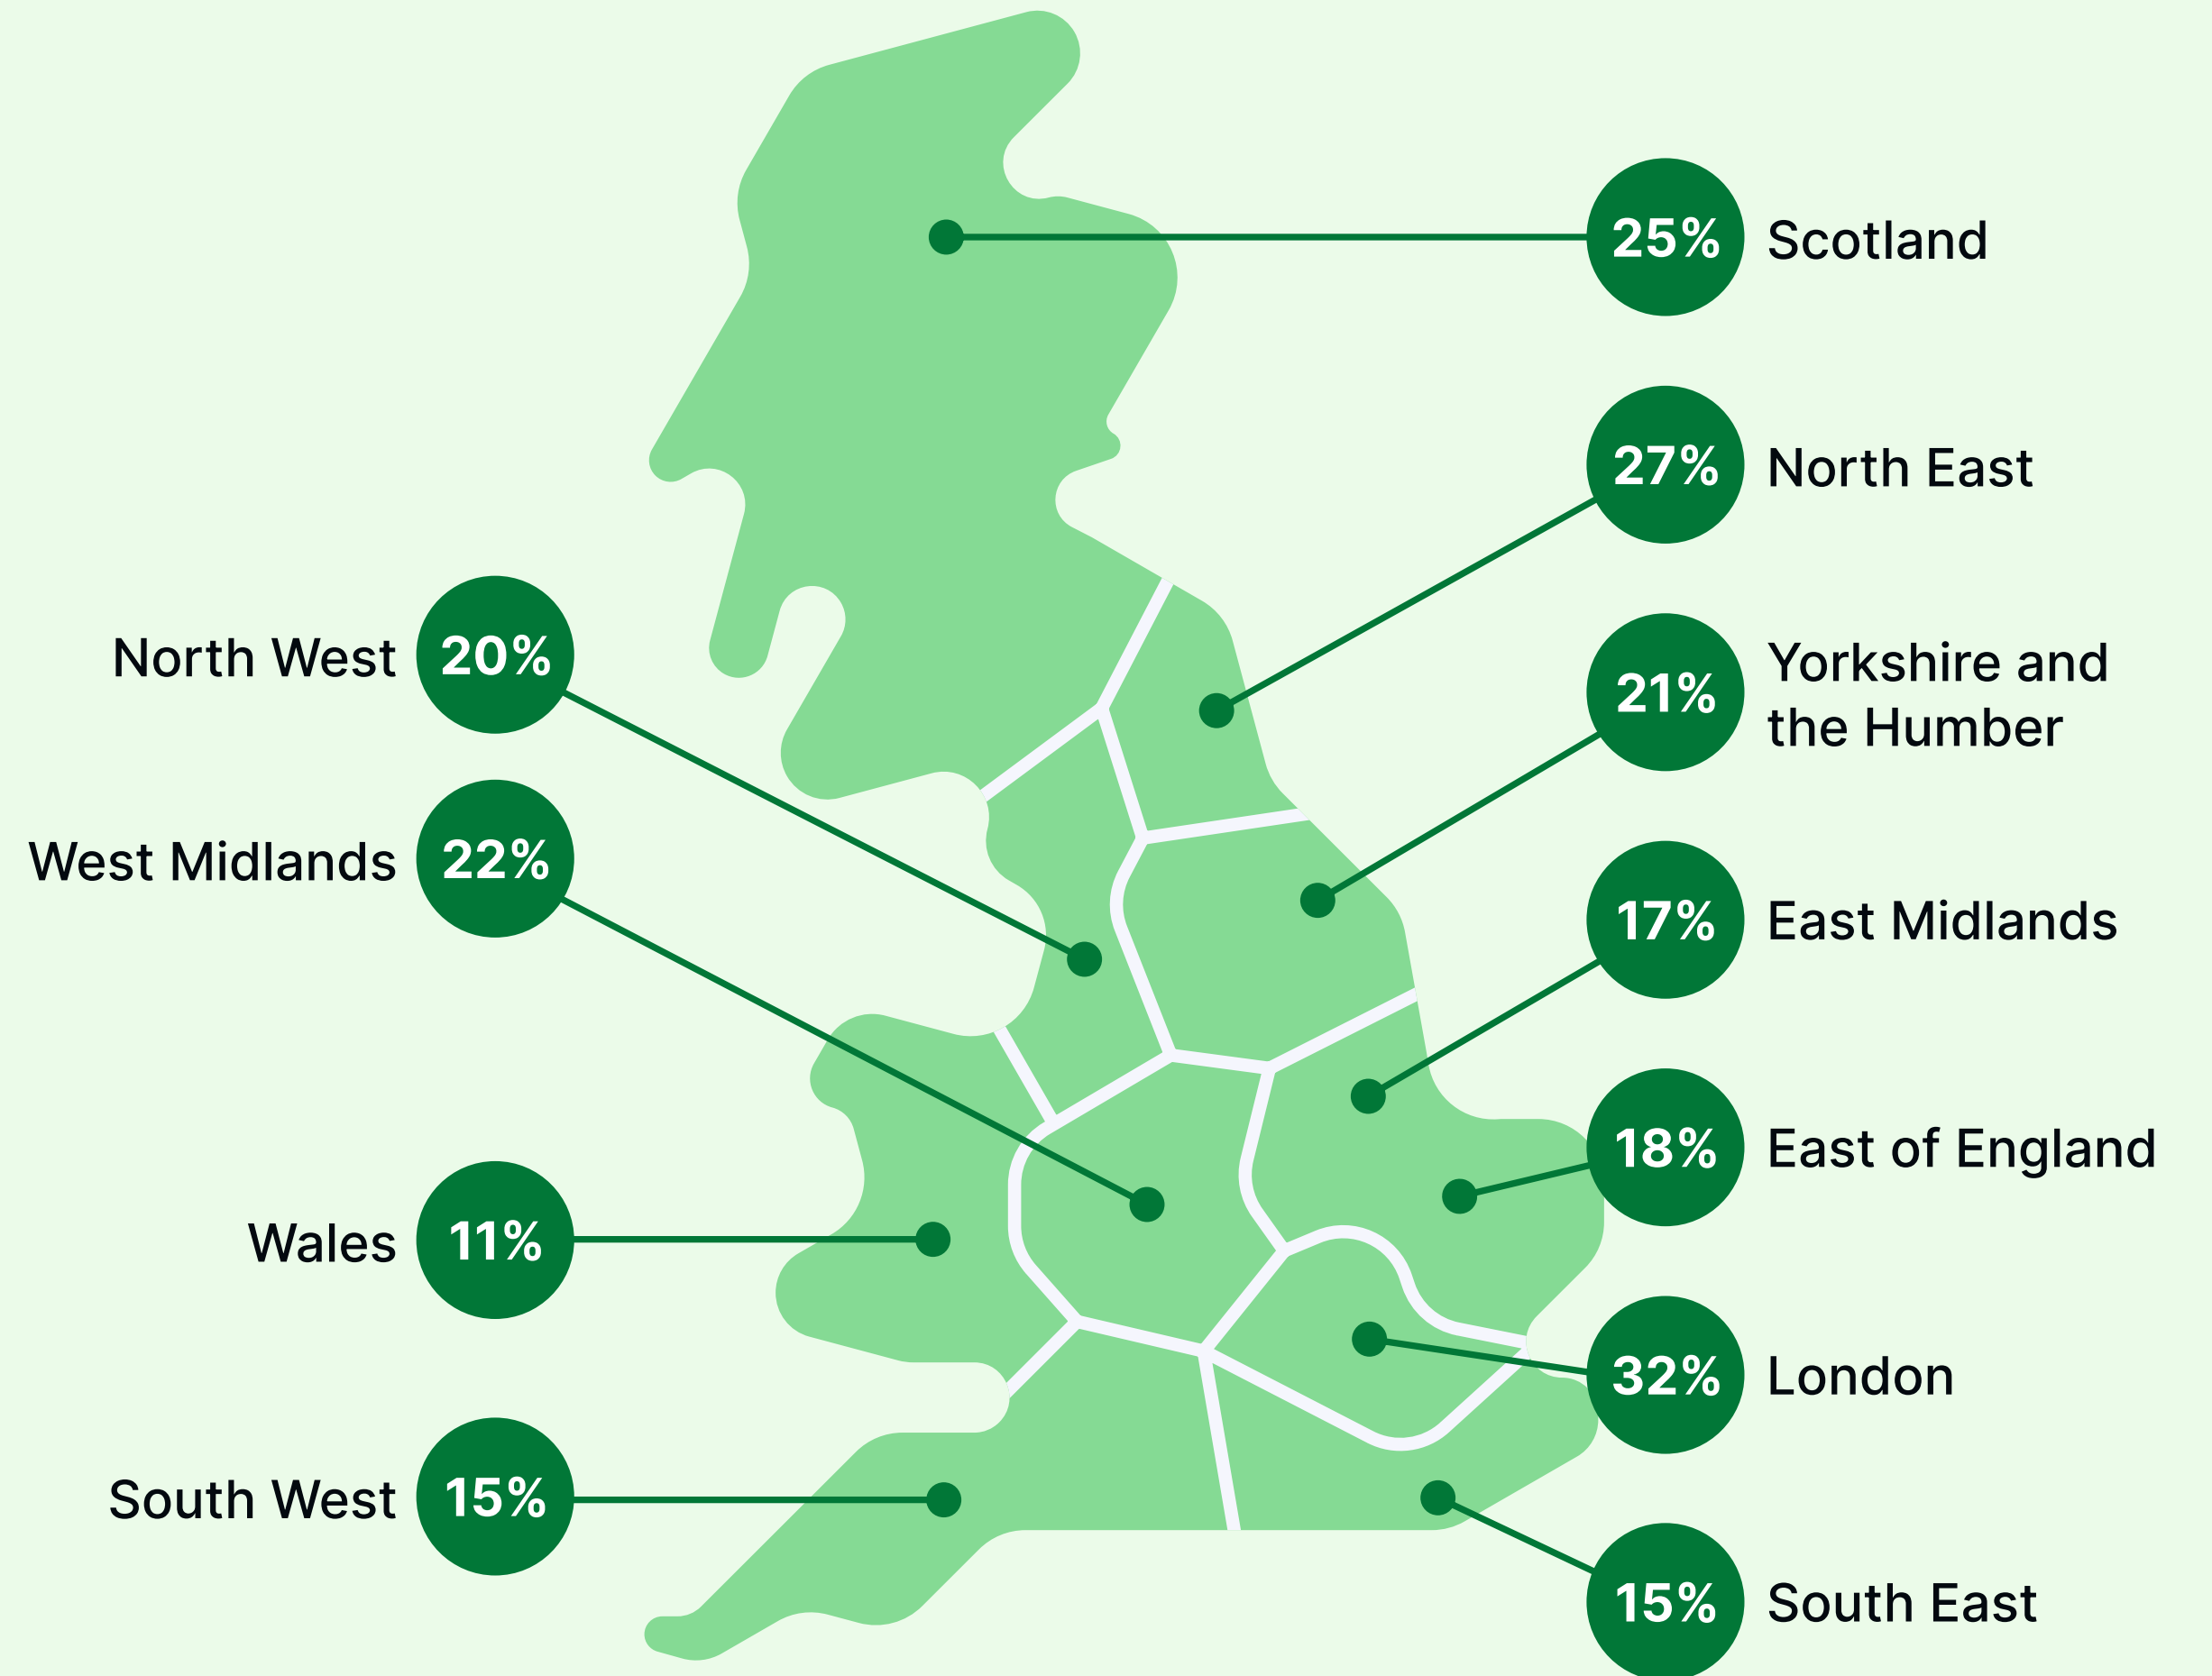 25%
Scotland
27%
North East
North West
20%
21%
Yorkshire and
the Humber
West Midlands
22%
17%
East Midlands
18%
East of England
Wales
11%
32%
London
South West
15%
15%
South East